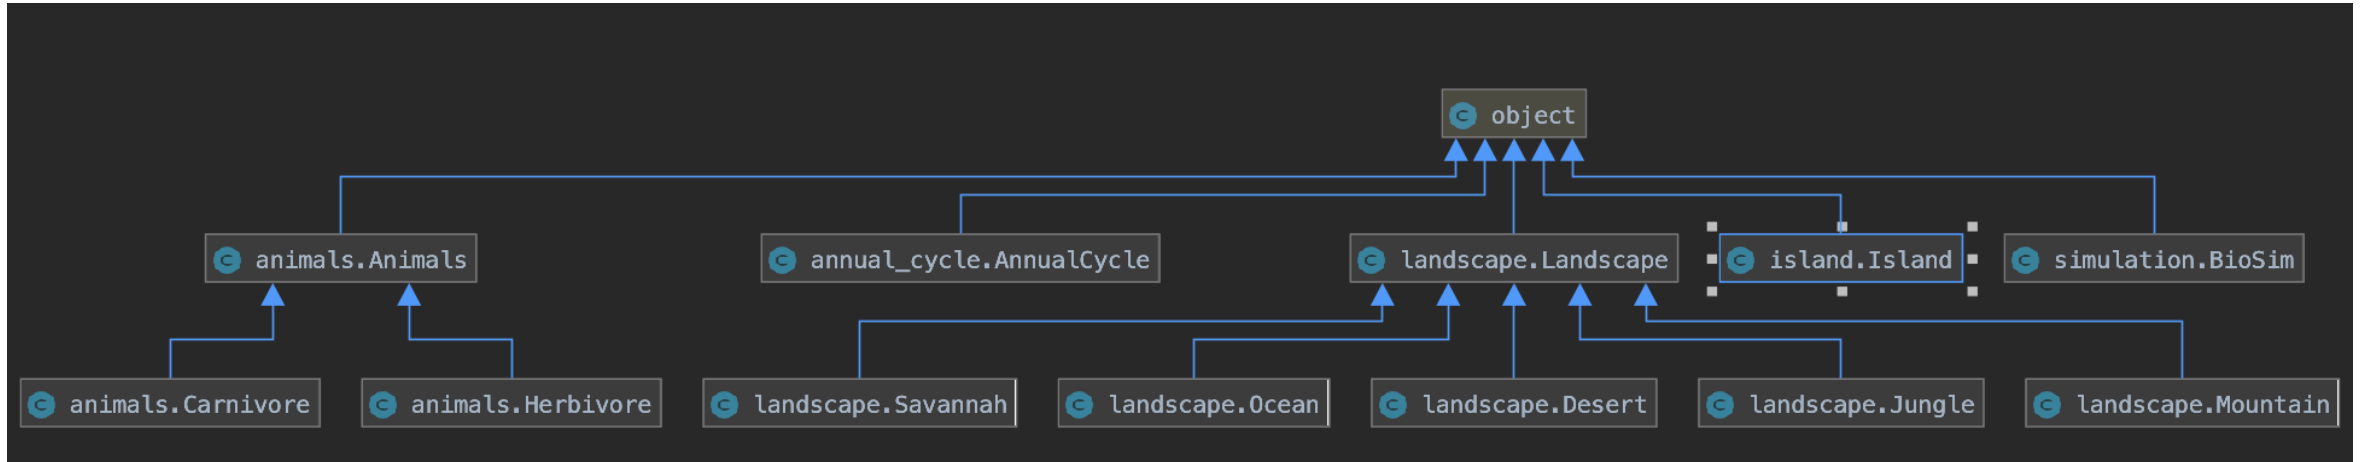 object
animals.Animals
annual_cycle.AnnualCycle
landscape.Landscape
island.Island
simulation.BioSim
animals.Carnivore
animals.Herbivore
landscape.Savannah
landscape.Ocean
landscape.Desert
landscape.Jungle
landscape.Mountain